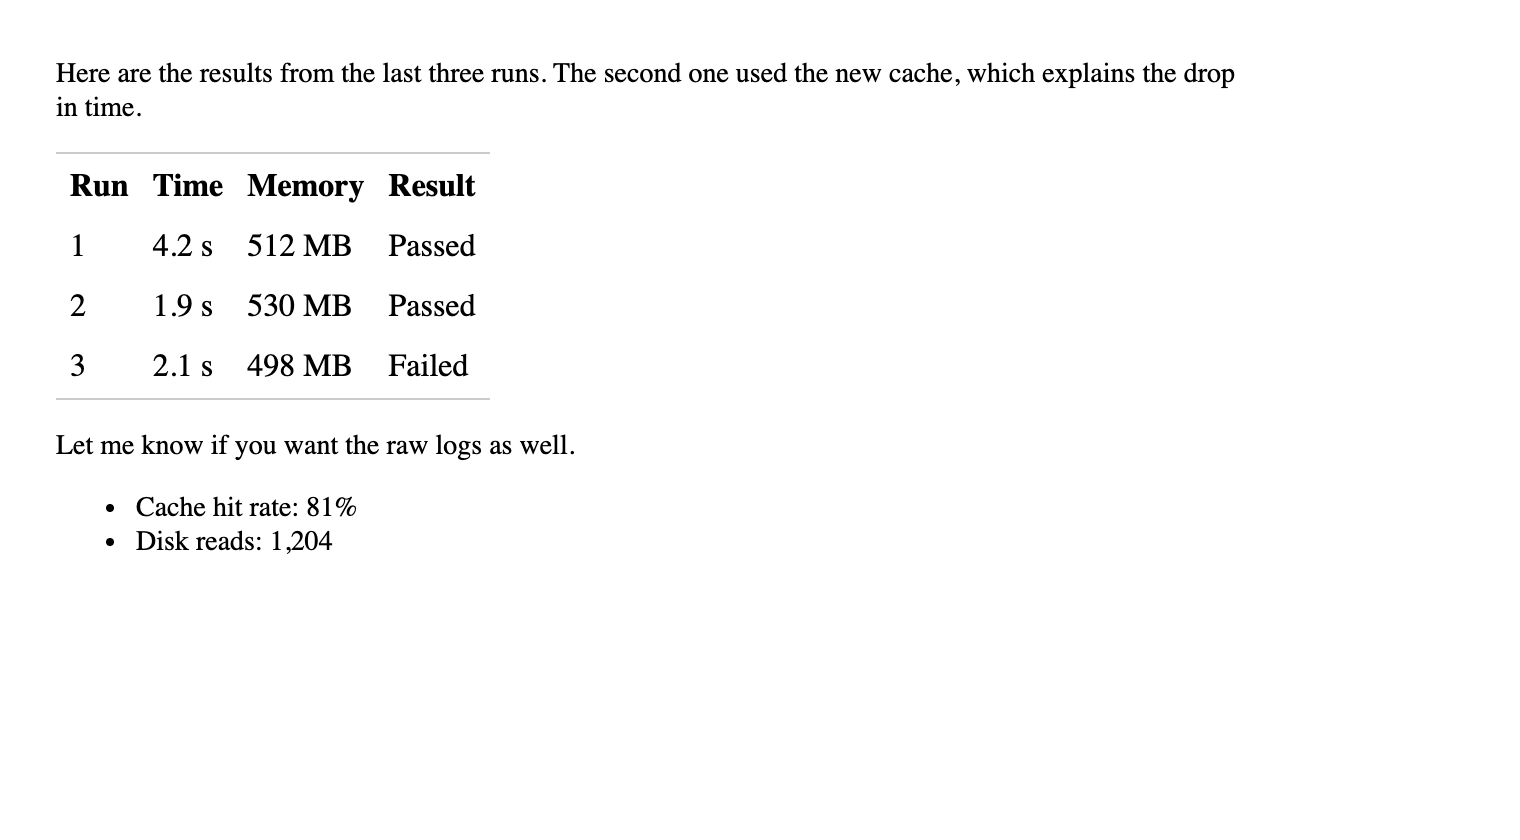 Here are the results from the last three runs. The second one used the new cache, which explains the drop
in time.
Run Time Memory Result
1 4.2 s 512 MB Passed
2 1.9 s 530 MB Passed
3 2.1 s 498 MB Failed
Let me know if you want the raw logs as well.
• Cache hit rate: 81%
• Disk reads: 1,204